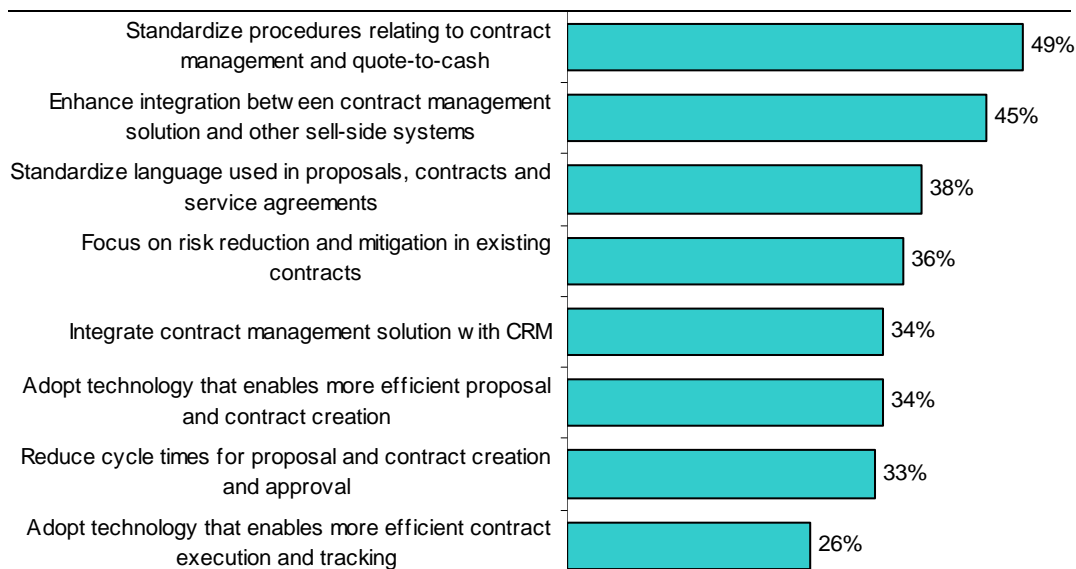 Standardize procedures relating to contract
management and quote-to-cash
49%
Enhance integration between contract management
solution and other sell-side systems
45%
Standardize language used in proposals, contracts and
service agreements
38%
Focus on risk reduction and mitigation in existing
contracts
36%
Integrate contract management solution with CRM
34%
Adopt technology that enables more efficient proposal
and contract creation
34%
Reduce cycle times for proposal and contract creation
and approval
33%
Adopt technology that enables more efficient contract
execution and tracking
26%